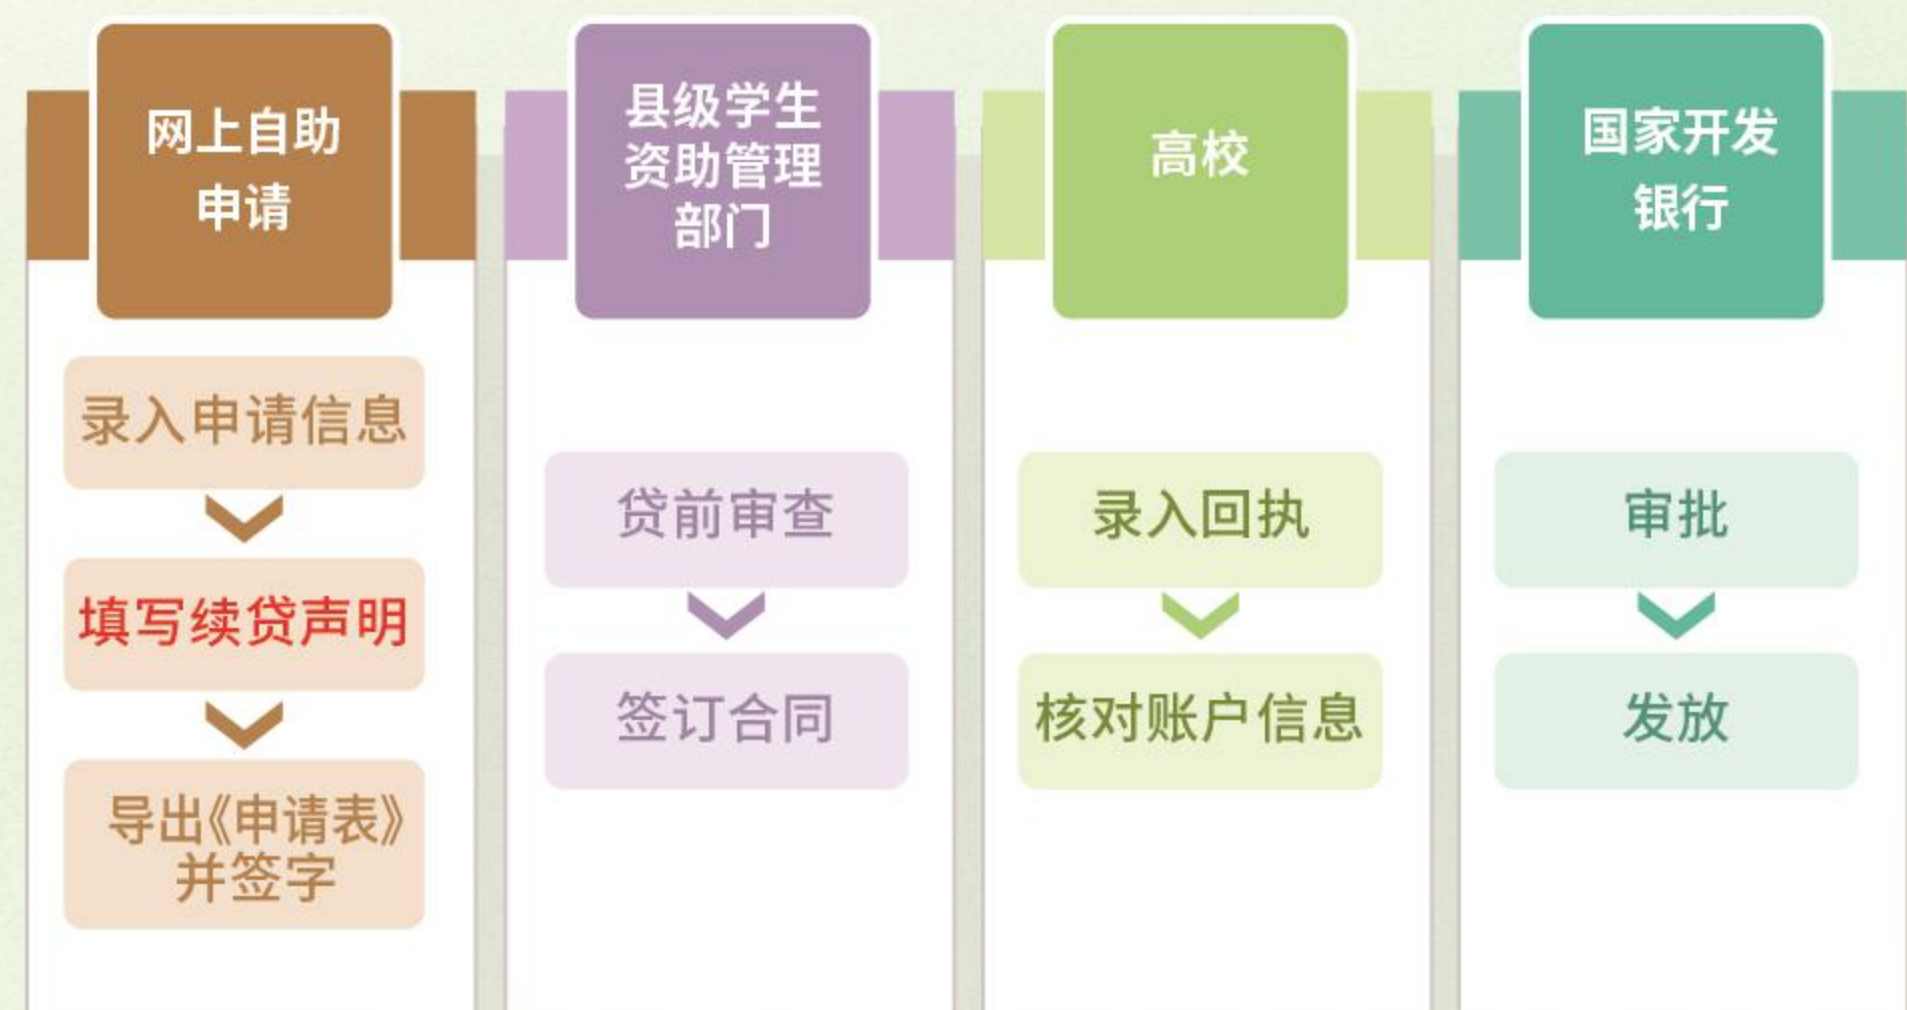 网上自助
申请
录入申请信息
填写续贷声明
导出《申请表》
并签字
县级学生
资助管理
部门
贷前审查
签订合同
高校
录入回执
核对账户信息
国家开发
银行
审批
发放